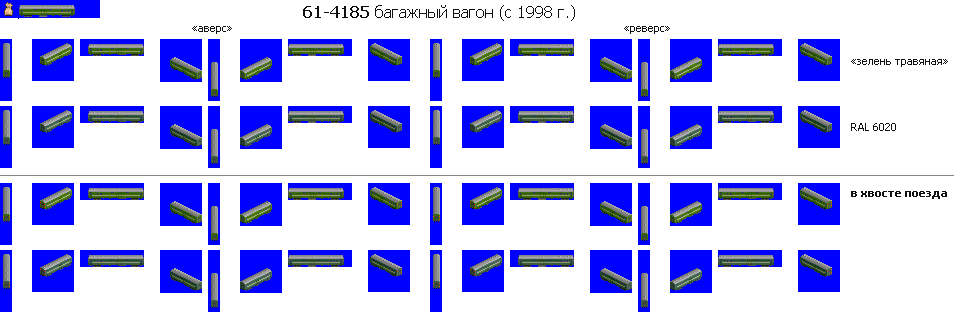 61-4185 багажный вагон (с 1998 г.)
«аверс» «реверс»
«зелень травяная»
RAL 6020
в хвосте поезда